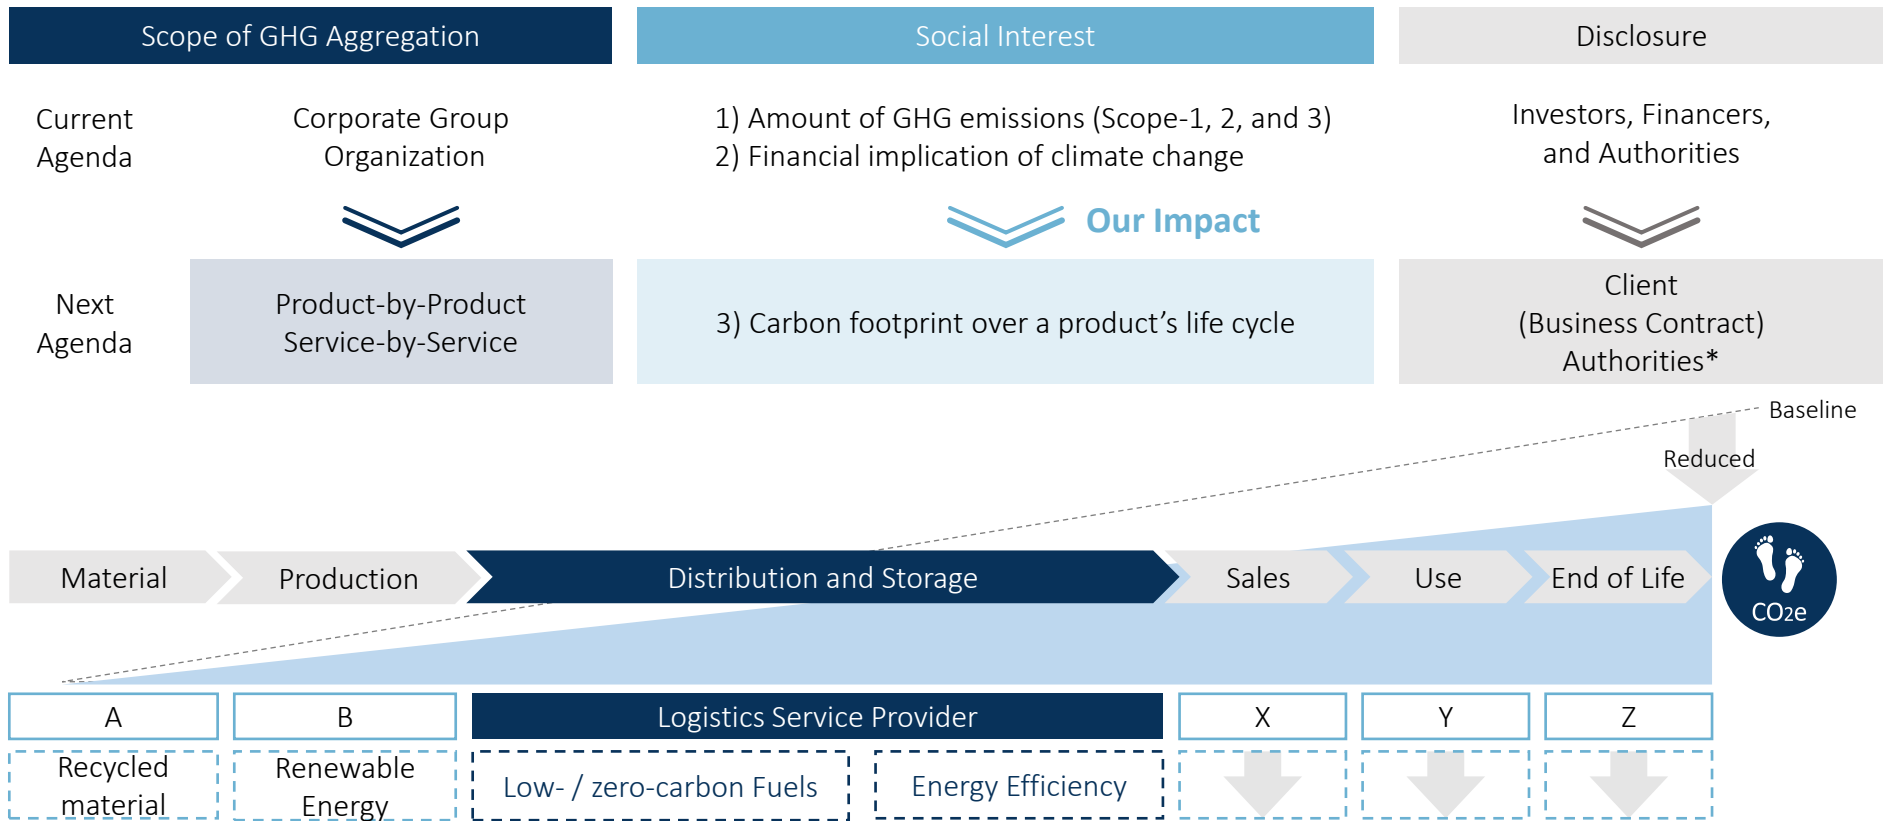 Scope of GHG Aggregation
Social Interest
Disclosure
Current
Agenda
Corporate Group
Organization
1) Amount of GHG emissions (Scope-1, 2, and 3)
2) Financial implication of climate change
Investors, Financers,
and Authorities
Our Impact
Next
Agenda
Product-by-Product
Service-by-Service
3) Carbon footprint over a product's life cycle
Client
(Business Contract)
Authorities*
Baseline
Reduced
Material
Production
Distribution and Storage
Sales
Use
End of Life
CO2e
A
B
Logistics Service Provider
X
Y
Z
Recycled
material
Renewable
Energy
Low- / zero-carbon Fuels
Energy Efficiency